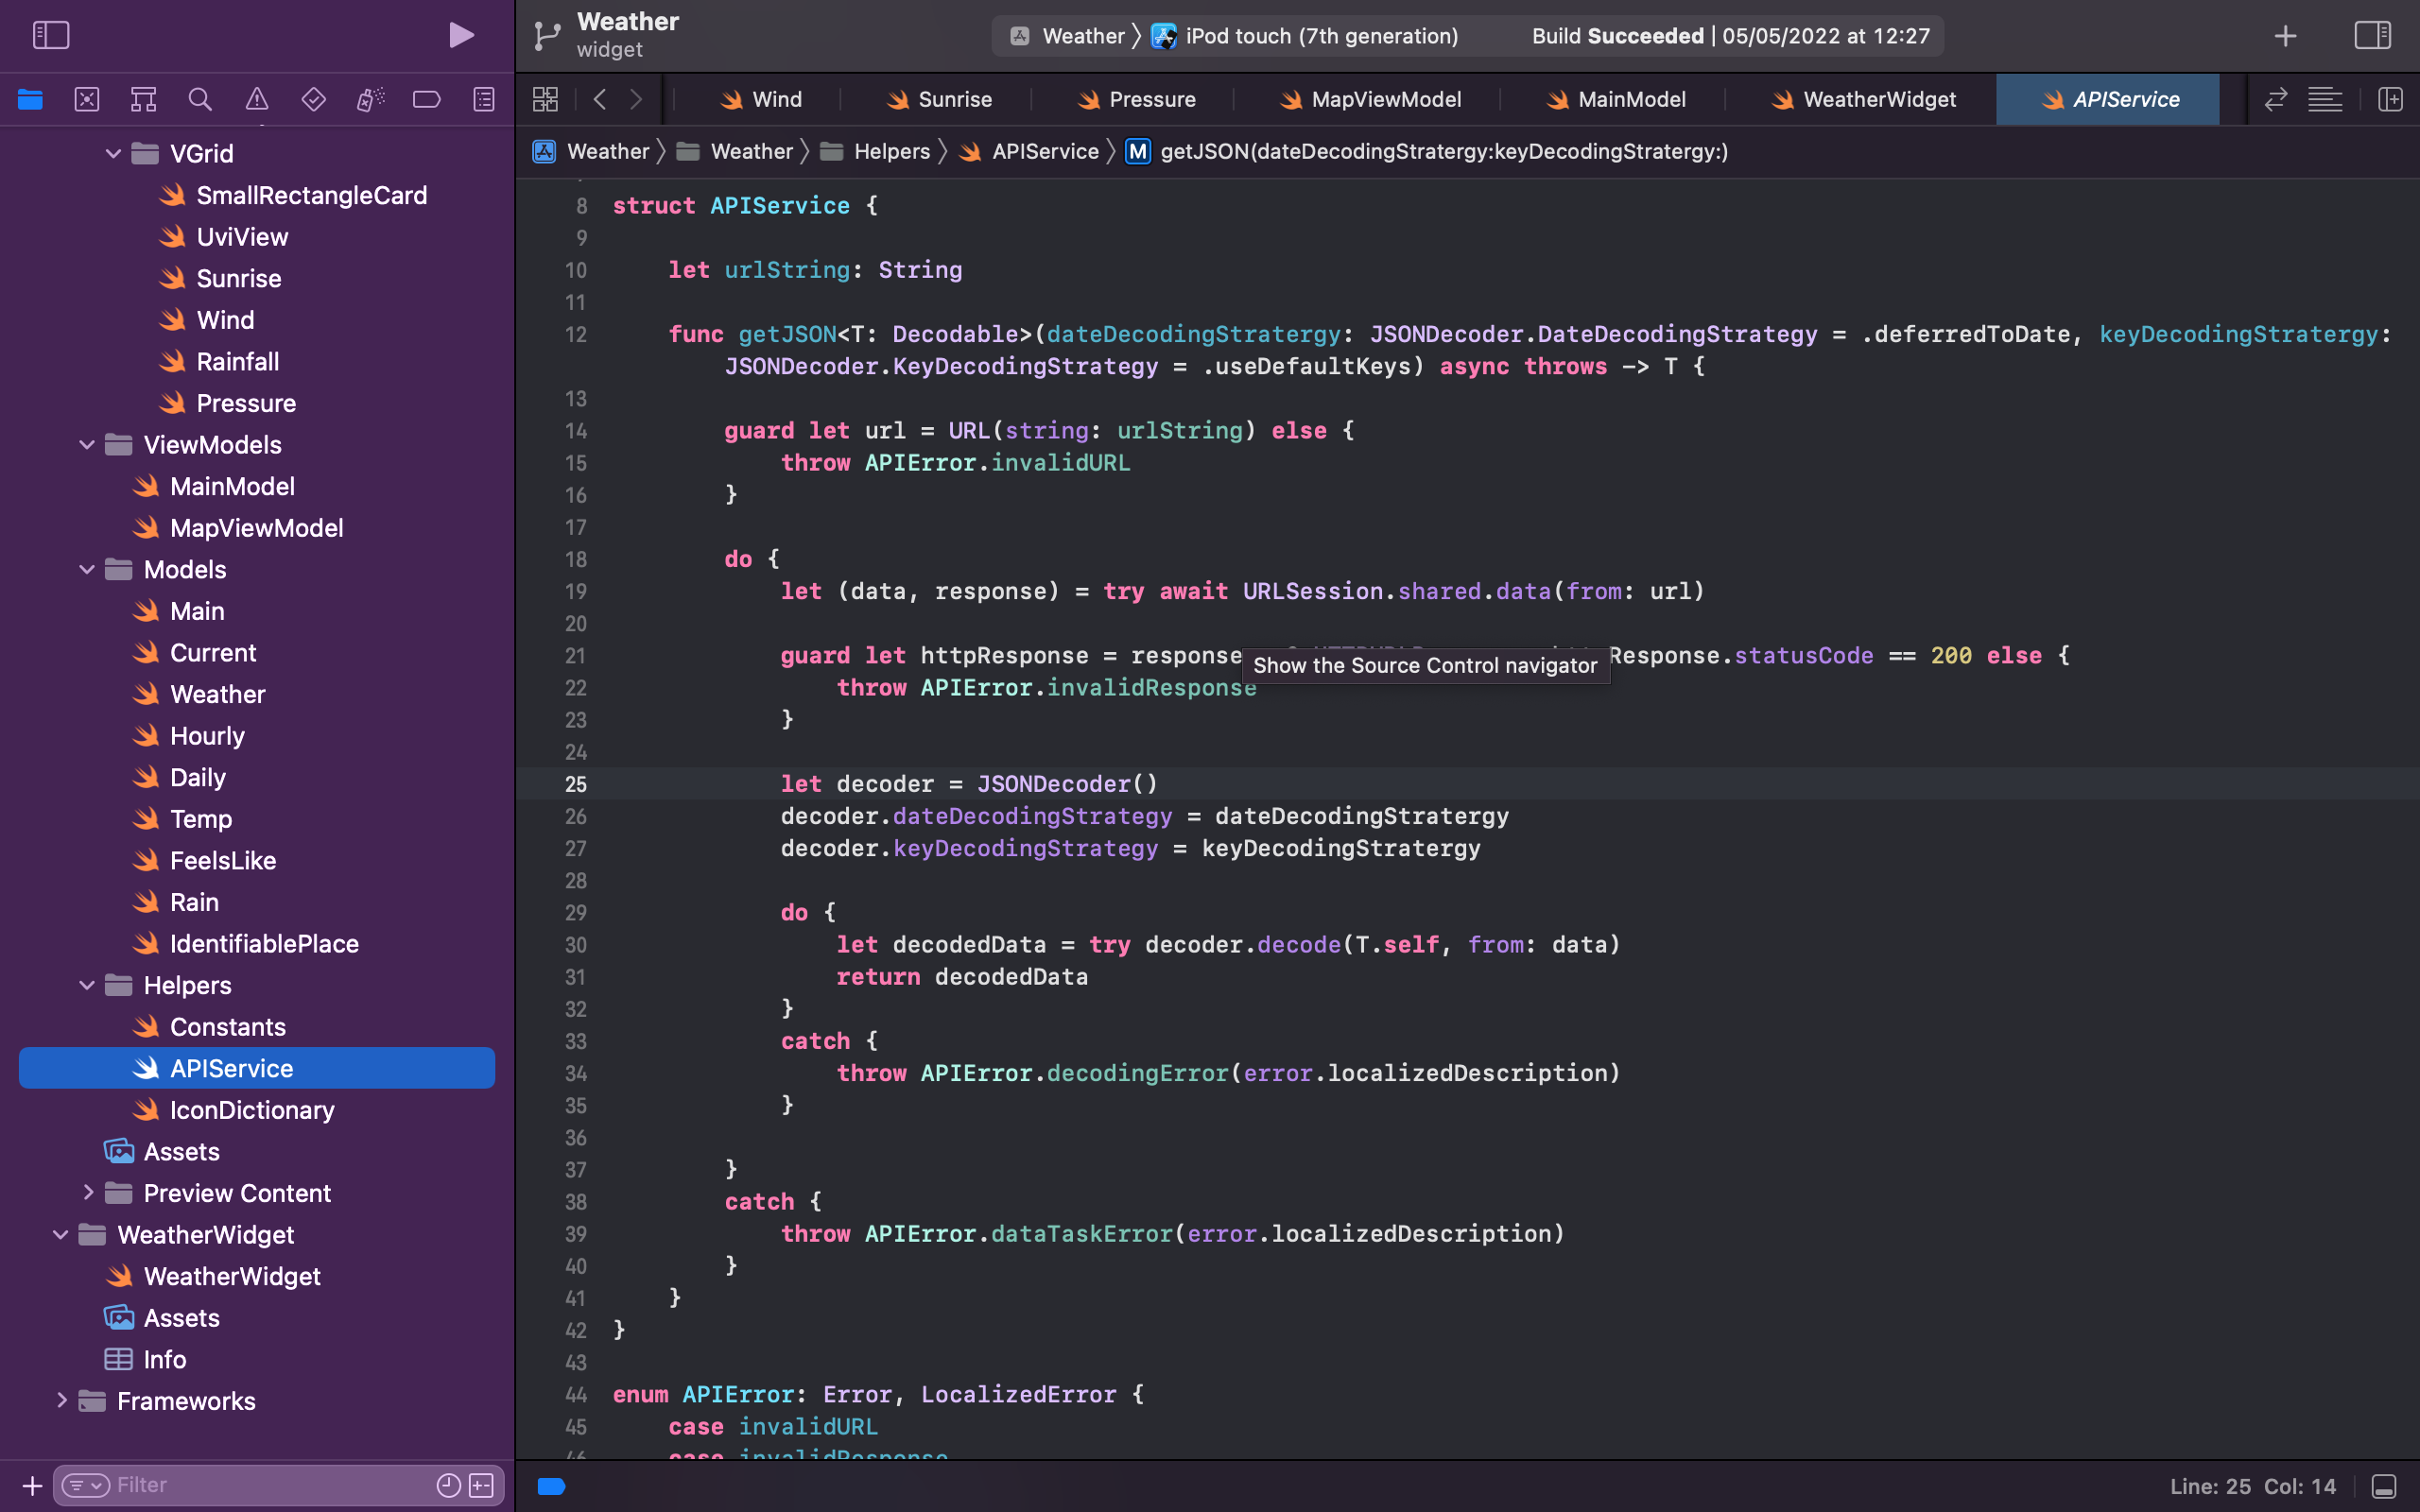 Weather
widget
Weather iPod touch (7th generation) Build Succeeded | 05/05/2022 at 12:27
Wind Sunrise Pressure MapViewModel MainModel WeatherWidget APIService
Weather Weather Helpers APIService M getJSON(dateDecodingStratergy:keyDecodingStratergy:)
VGrid
SmallRectangleCard
UviView
Sunrise
Wind
Rainfall
Pressure
ViewModels
MainModel
MapViewModel
Models
Main
Current
Weather
Hourly
Daily
Temp
FeelsLike
Rain
IdentifiablePlace
Helpers
Constants
APIService
IconDictionary
Assets
Preview Content
WeatherWidget
WeatherWidget
Assets
Info
Frameworks
Filter
8 struct APIService {
9
10 let urlString: String
11
12 func getJSON<T: Decodable>(dateDecodingStratergy: JSONDecoder.DateDecodingStrategy = .deferredToDate, keyDecodingStratergy:
JSONDecoder.KeyDecodingStrategy = .useDefaultKeys) async throws -> T {
13
14 guard let url = URL(string: urlString) else {
15 throw APIError.invalidURL
16 }
17
18 do {
19 let (data, response) = try await URLSession.shared.data(from: url)
20
21 guard let httpResponse = response Response.statusCode == 200 else {
Show the Source Control navigator
22 throw APIError.invalidResponse
23 }
24
25 let decoder = JSONDecoder()
26 decoder.dateDecodingStrategy = dateDecodingStratergy
27 decoder.keyDecodingStrategy = keyDecodingStratergy
28
29 do {
30 let decodedData = try decoder.decode(T.self, from: data)
31 return decodedData
32 }
33 catch {
34 throw APIError.decodingError(error.localizedDescription)
35 }
36
37 }
38 catch {
39 throw APIError.dataTaskError(error.localizedDescription)
40 }
41 }
42 }
43
44 enum APIError: Error, LocalizedError {
45 case invalidURL
46 case invalidResponse
Line: 25 Col: 14